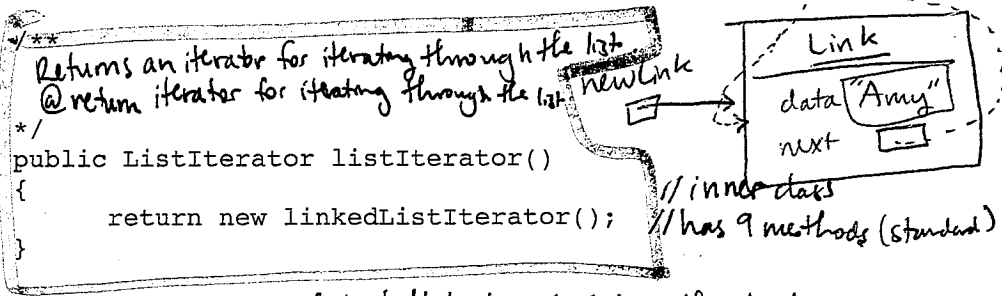 /**
Returns an iterator for iterating through the list
@return iterator for iterating through the list
*/
public ListIterator listIterator()
{
return new linkedListIterator(); // inner class
// has 9 methods (standard)
}
newLink
Link
data "Amy"
next